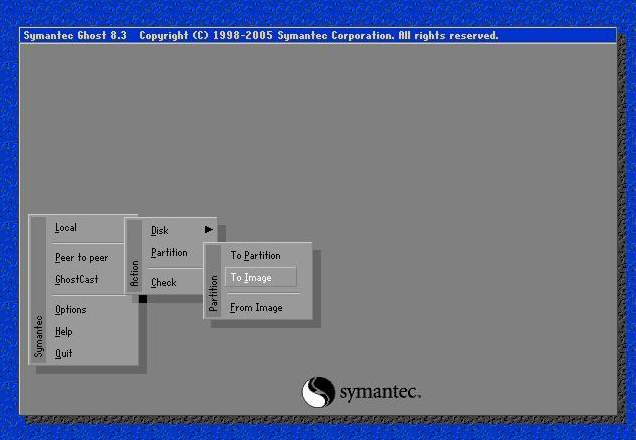 Symantec Ghost 8.3 Copyright (C) 1998-2005 Symantec Corporation. All rights reserved.
Symantec
Local
Peer to peer
GhostCast
Options
Help
Quit
Action
Disk
Partition
Check
Partition
To Partition
To Image
From Image
symantec.